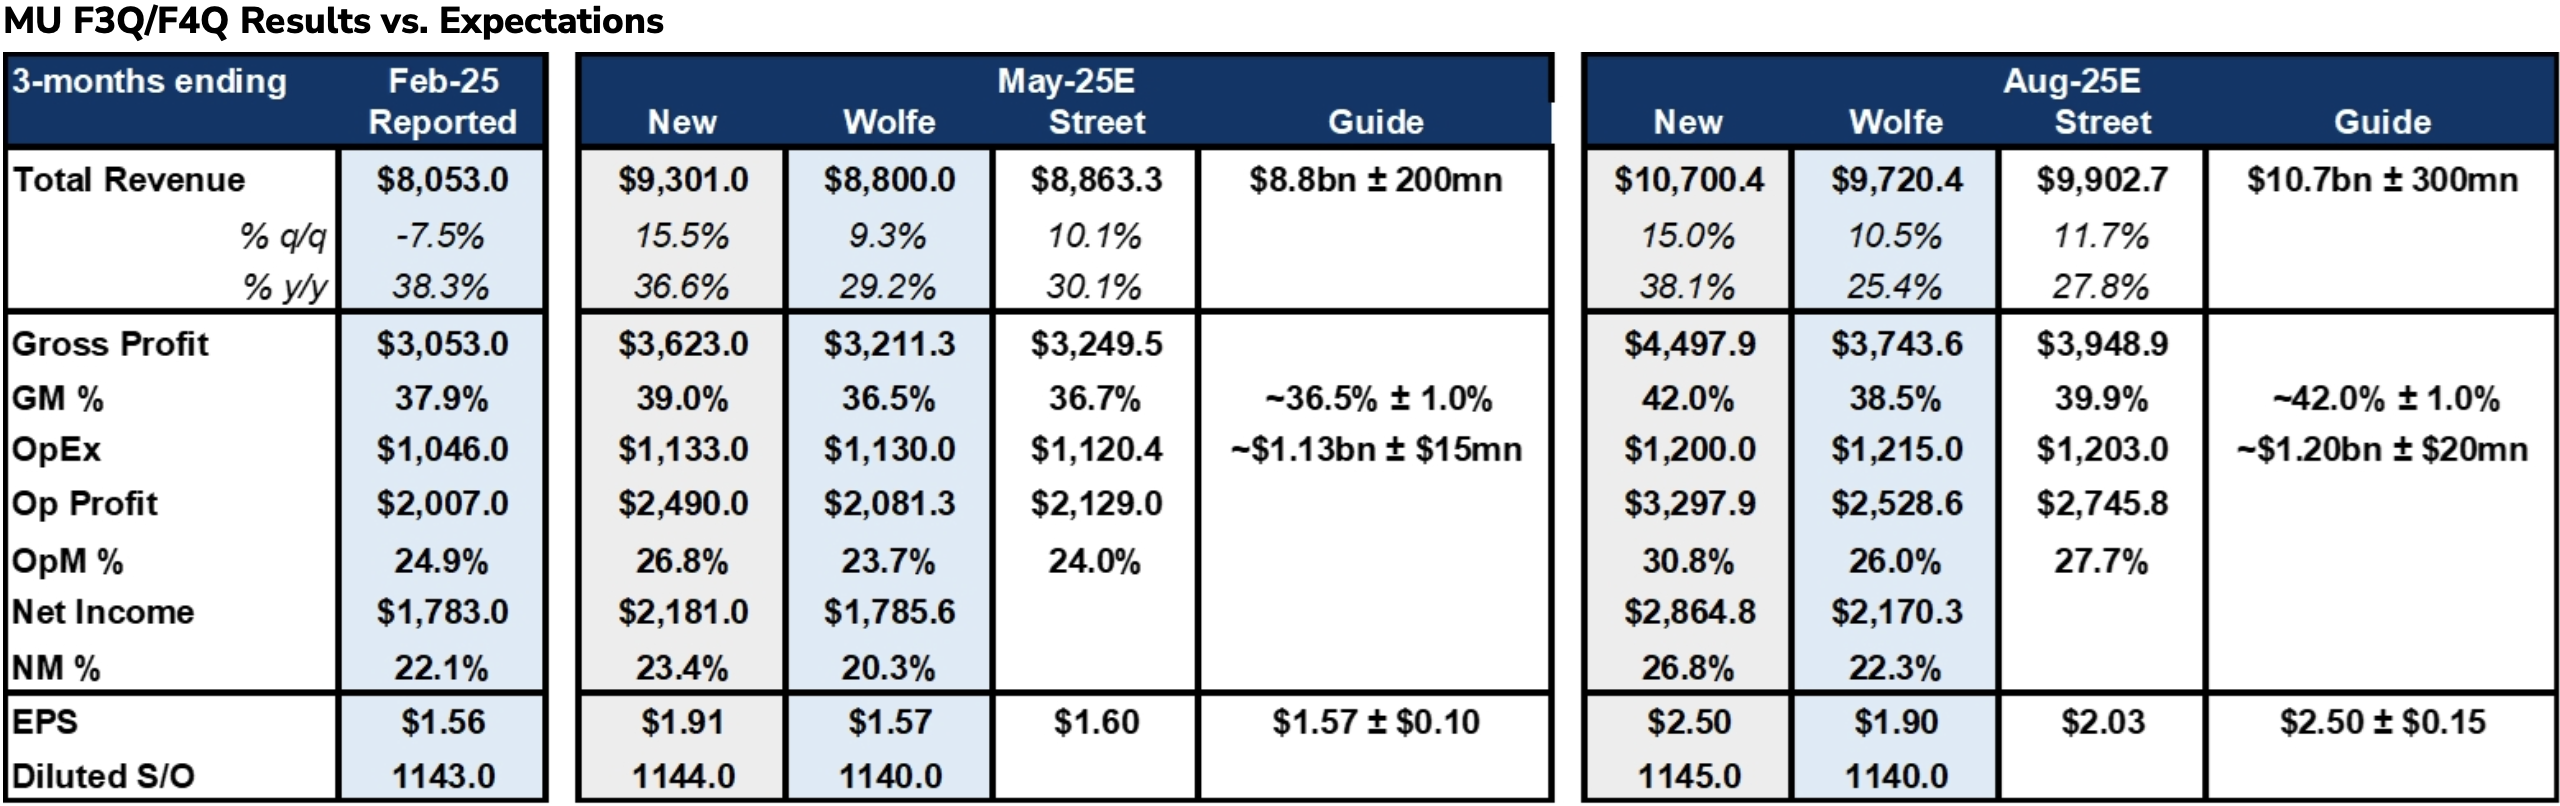 MU F3Q/F4Q Results vs. Expectations
3-months ending Feb-25 May-25E Aug-25E
Reported New Wolfe Street Guide New Wolfe Street Guide
Total Revenue $8,053.0 $9,301.0 $8,800.0 $8,863.3 $8.8bn ± 200mn $10,700.4 $9,720.4 $9,902.7 $10.7bn ± 300mn
% q/q -7.5% 15.5% 9.3% 10.1% 15.0% 10.5% 11.7%
% y/y 38.3% 36.6% 29.2% 30.1% 38.1% 25.4% 27.8%
Gross Profit $3,053.0 $3,623.0 $3,211.3 $3,249.5 $4,497.9 $3,743.6 $3,948.9
GM % 37.9% 39.0% 36.5% 36.7% ~36.5% ± 1.0% 42.0% 38.5% 39.9% ~42.0% ± 1.0%
OpEx $1,046.0 $1,133.0 $1,130.0 $1,120.4 ~$1.13bn ± $15mn $1,200.0 $1,215.0 $1,203.0 ~$1.20bn ± $20mn
Op Profit $2,007.0 $2,490.0 $2,081.3 $2,129.0 $3,297.9 $2,528.6 $2,745.8
OpM % 24.9% 26.8% 23.7% 24.0% 30.8% 26.0% 27.7%
Net Income $1,783.0 $2,181.0 $1,785.6 $2,864.8 $2,170.3
NM % 22.1% 23.4% 20.3% 26.8% 22.3%
EPS $1.56 $1.91 $1.57 $1.60 $1.57 ± $0.10 $2.50 $1.90 $2.03 $2.50 ± $0.15
Diluted S/O 1143.0 1144.0 1140.0 1145.0 1140.0